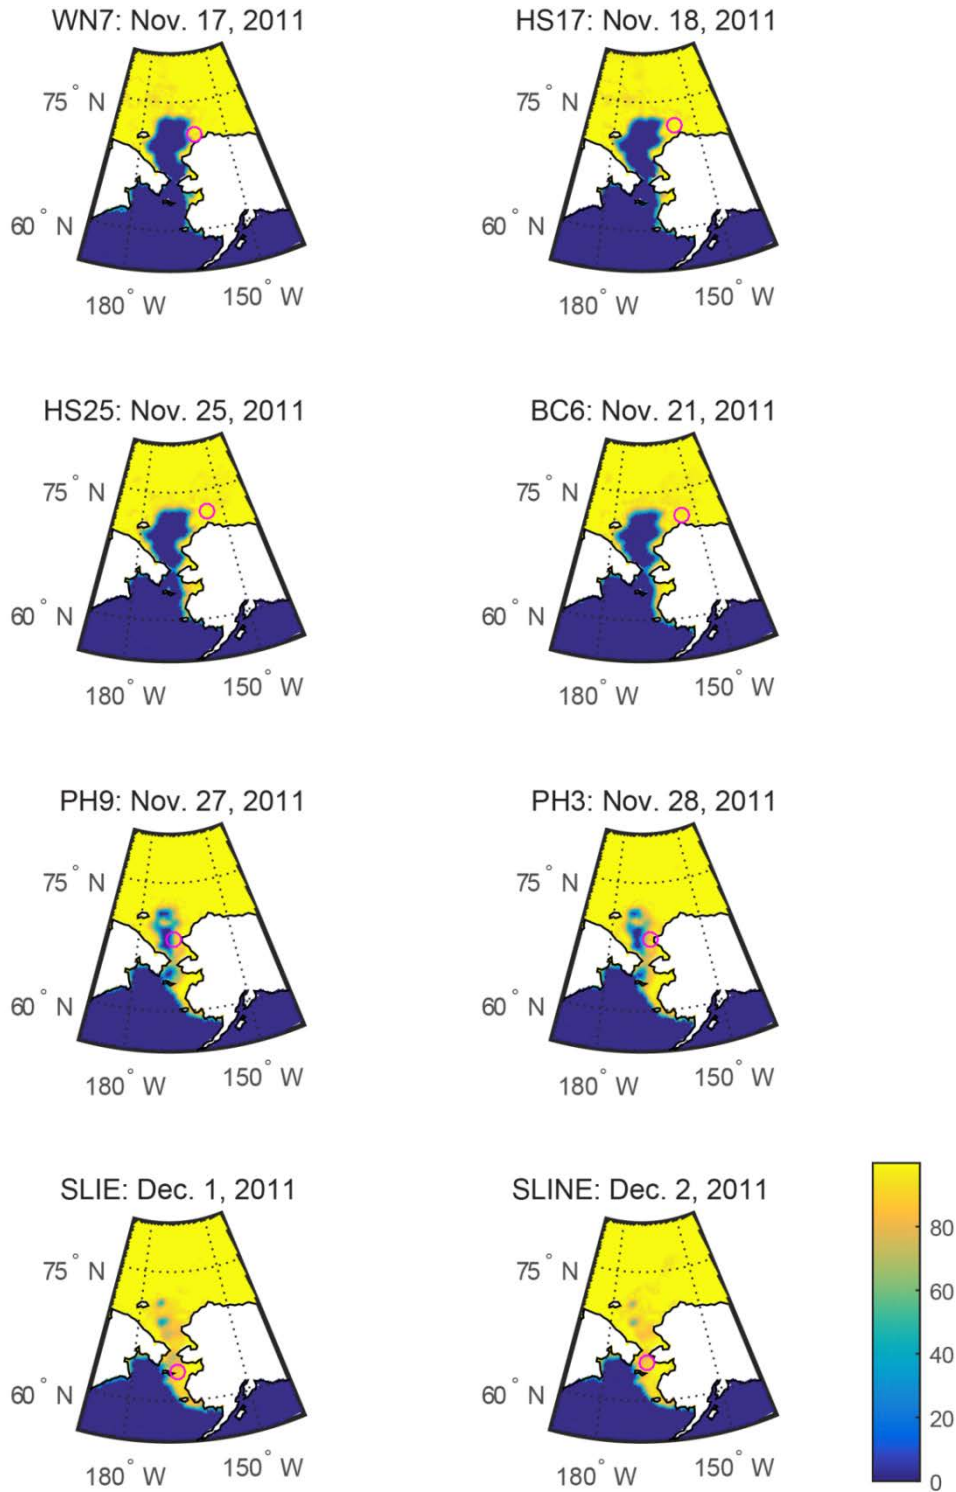 WN7: Nov. 17, 2011
HS17: Nov. 18, 2011
75° N
75° N
60° N
60° N
180° W
150° W
180° W
150° W
HS25: Nov. 25, 2011
BC6: Nov. 21, 2011
75° N
75° N
60° N
60° N
180° W
150° W
180° W
150° W
PH9: Nov. 27, 2011
PH3: Nov. 28, 2011
75° N
75° N
60° N
60° N
180° W
150° W
180° W
150° W
SLIE: Dec. 1, 2011
SLINE: Dec. 2, 2011
75° N
75° N
60° N
60° N
180° W
150° W
180° W
150° W
80
60
40
20
0